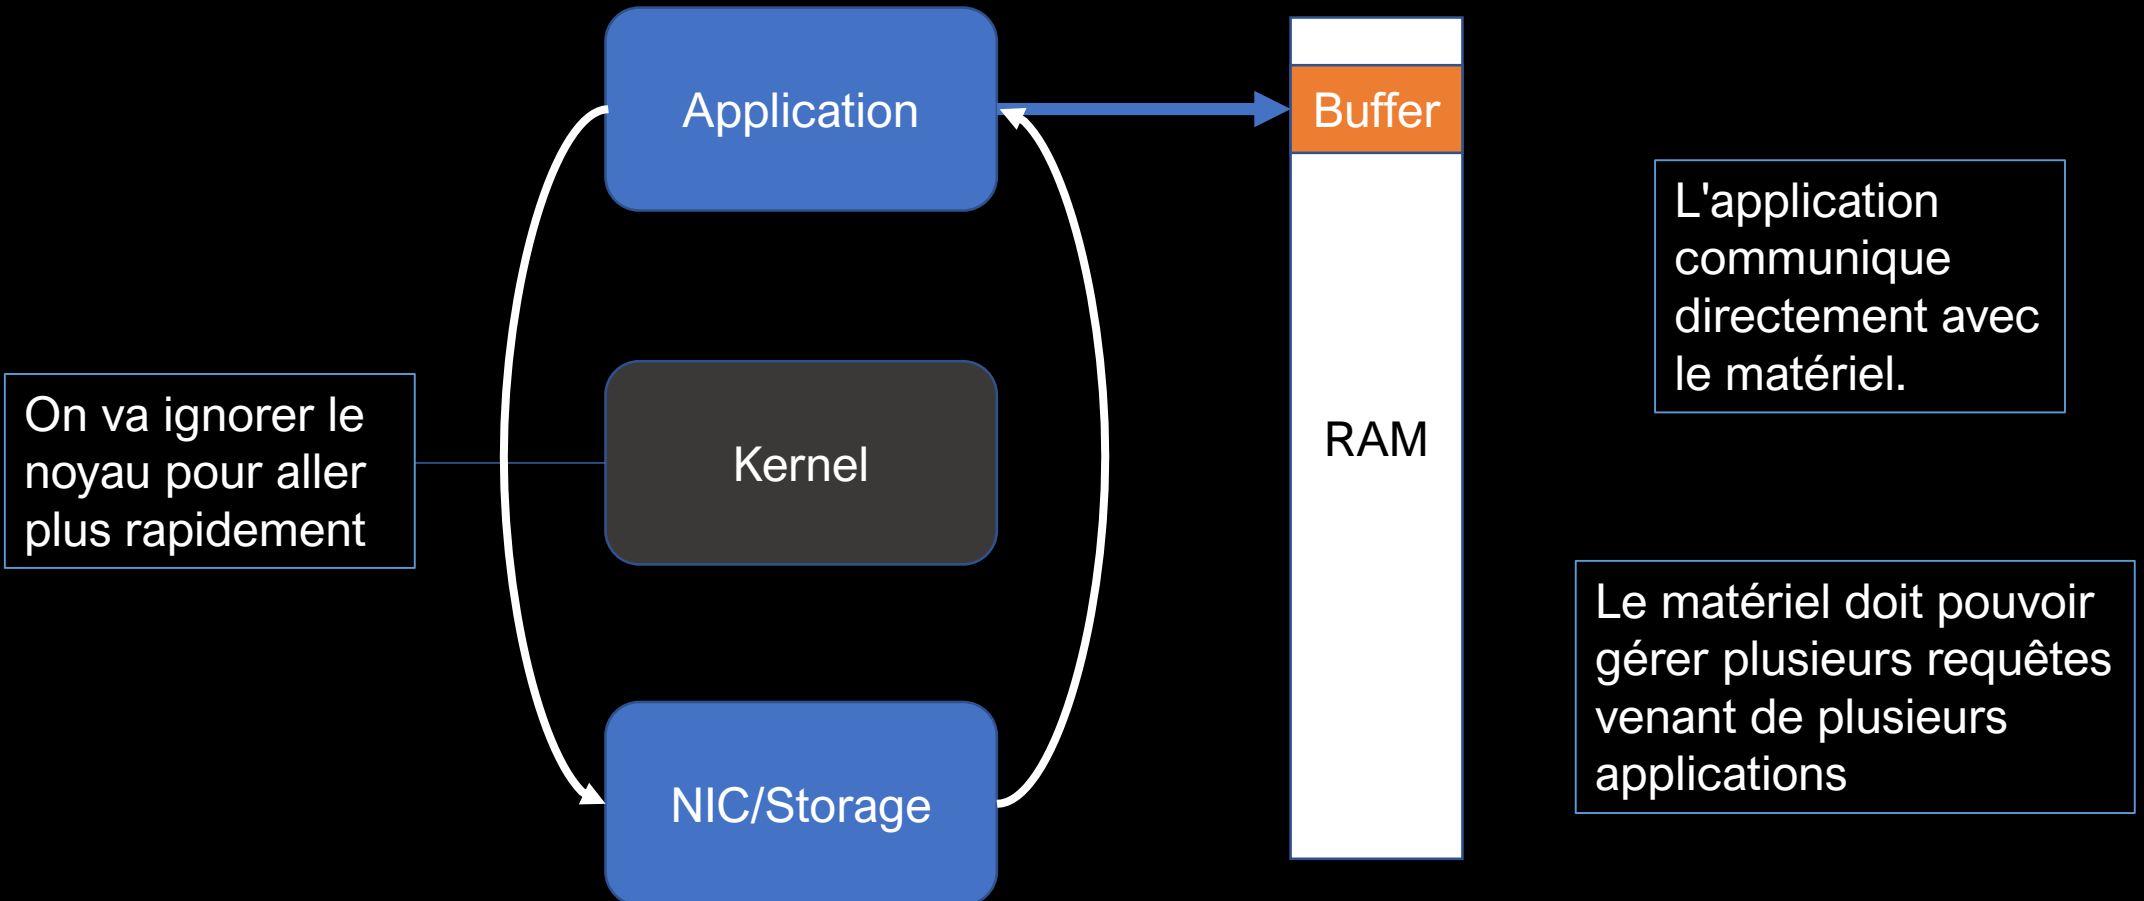 Application
Buffer
L'application
communique
directement avec
le matériel.
On va ignorer le
noyau pour aller
plus rapidement
Kernel
RAM
Le matériel doit pouvoir
gérer plusieurs requêtes
venant de plusieurs
applications
NIC/Storage